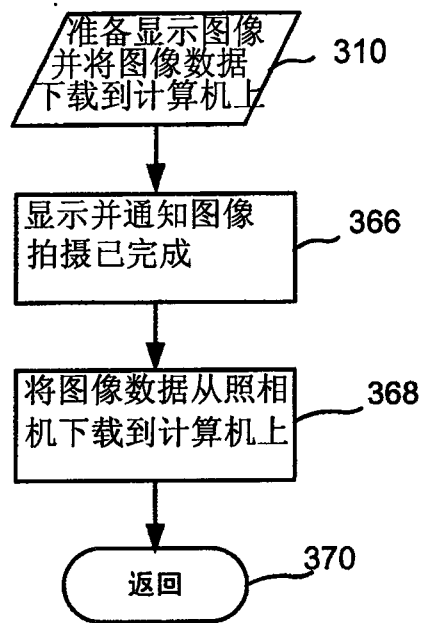 准备显示图像
并将图像数据
下载到计算机上
310
显示并通知图像
拍摄已完成
366
将图像数据从照相
机下载到计算机上
368
返回
370